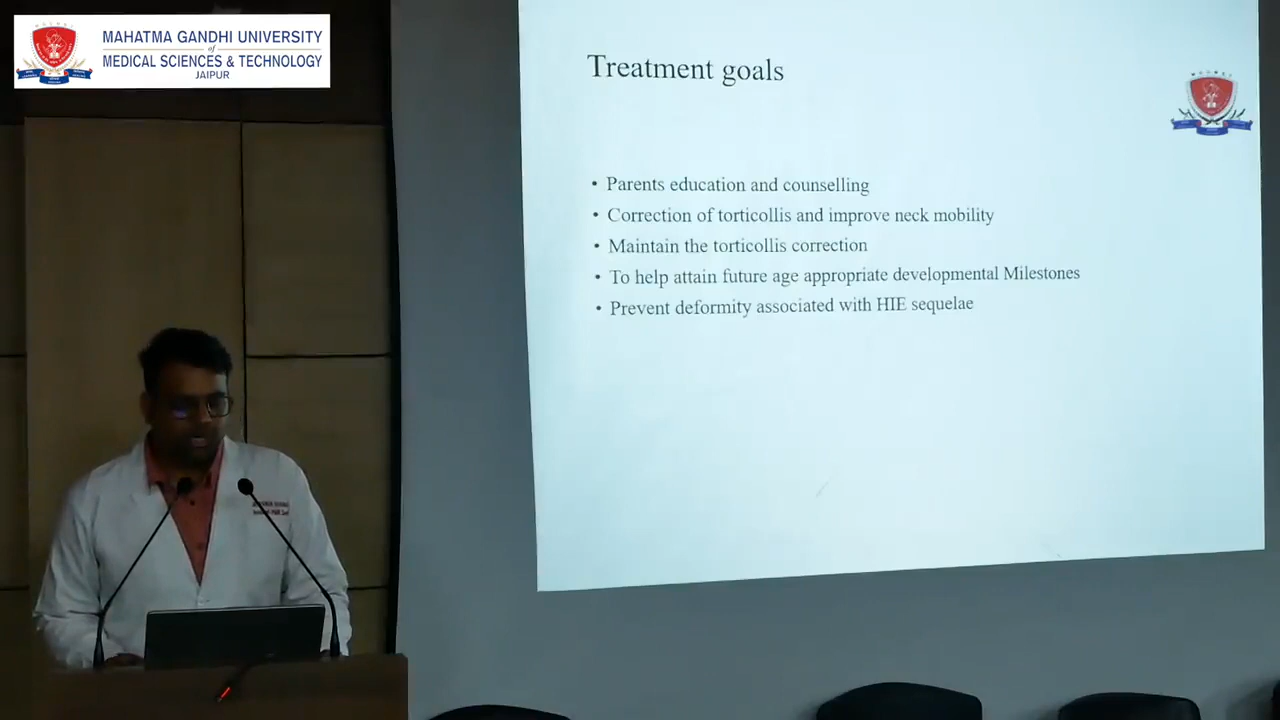 MAHATMA GANDHI UNIVERSITY
of
MEDICAL SCIENCES & TECHNOLOGY
JAIPUR
Treatment goals
• Parents education and counselling
• Correction of torticollis and improve neck mobility
• Maintain the torticollis correction
• To help attain future age appropriate developmental Milestones
• Prevent deformity associated with HIE sequelae